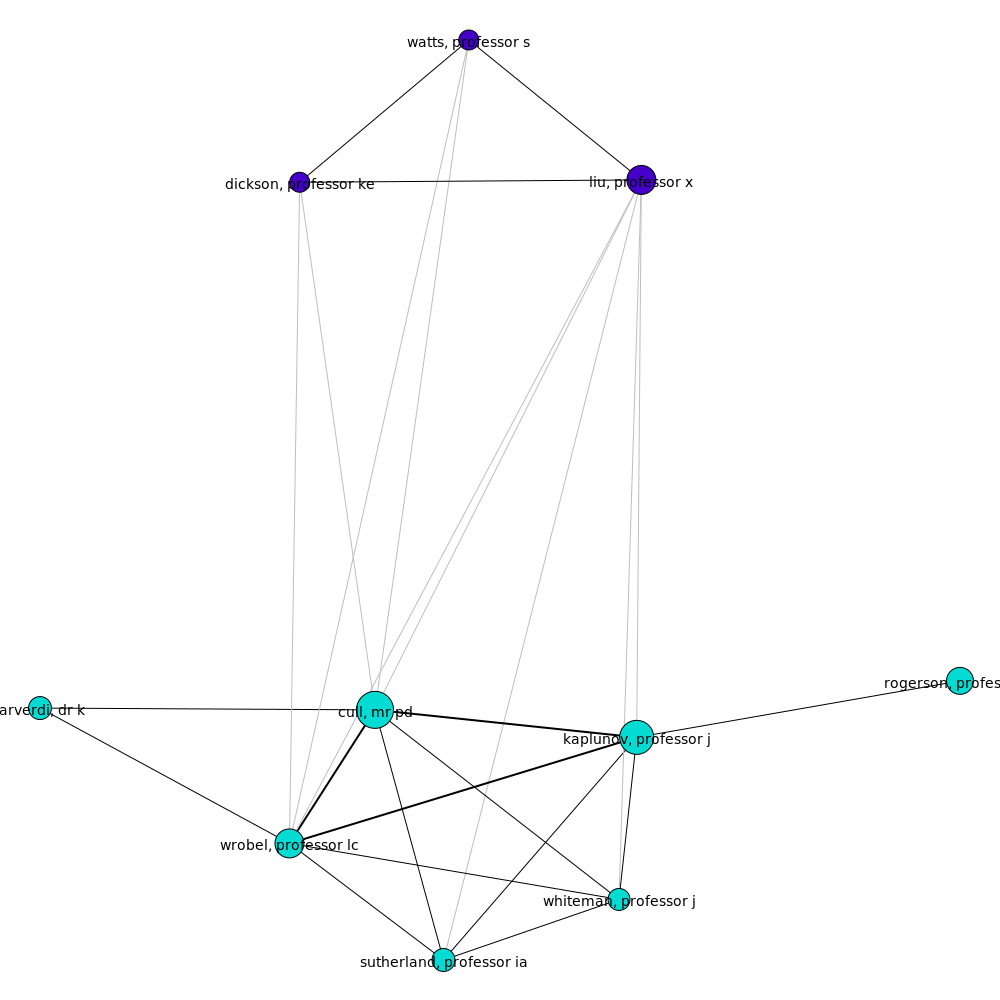 watts, professor s
dickson, professor ke
liu, professor x
rogerson, profes
arverdi, dr k
cull, mr pd
kaplunov, professor j
wrobel, professor lc
whiteman, professor j
sutherland, professor ia